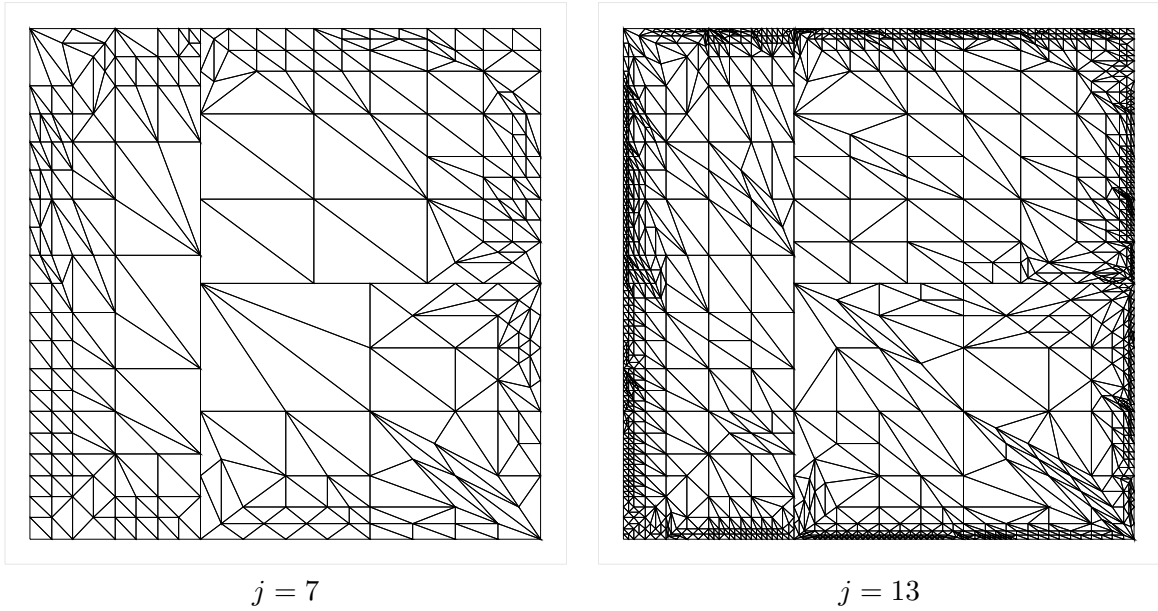 j = 7
j = 13